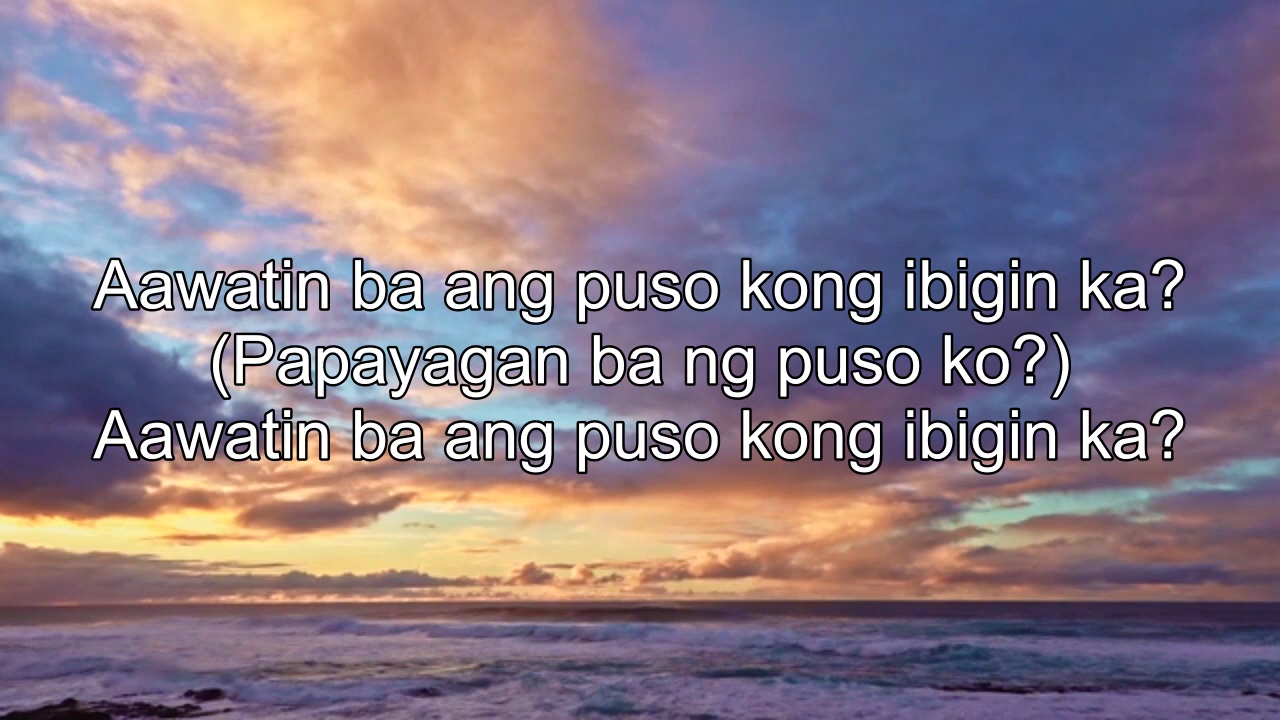 Aawatin ba ang puso kong ibigin ka?
(Papayagan ba ng puso ko?)
Aawatin ba ang puso kong ibigin ka?